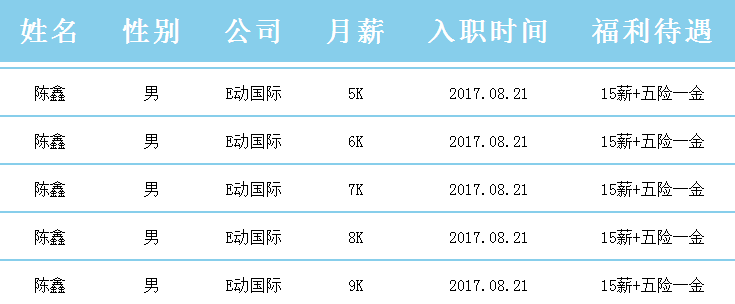 姓名 性别 公司 月薪 入职时间 福利待遇
陈鑫 男 E动国际 5K 2017.08.21 15薪+五险一金
陈鑫 男 E动国际 6K 2017.08.21 15薪+五险一金
陈鑫 男 E动国际 7K 2017.08.21 15薪+五险一金
陈鑫 男 E动国际 8K 2017.08.21 15薪+五险一金
陈鑫 男 E动国际 9K 2017.08.21 15薪+五险一金